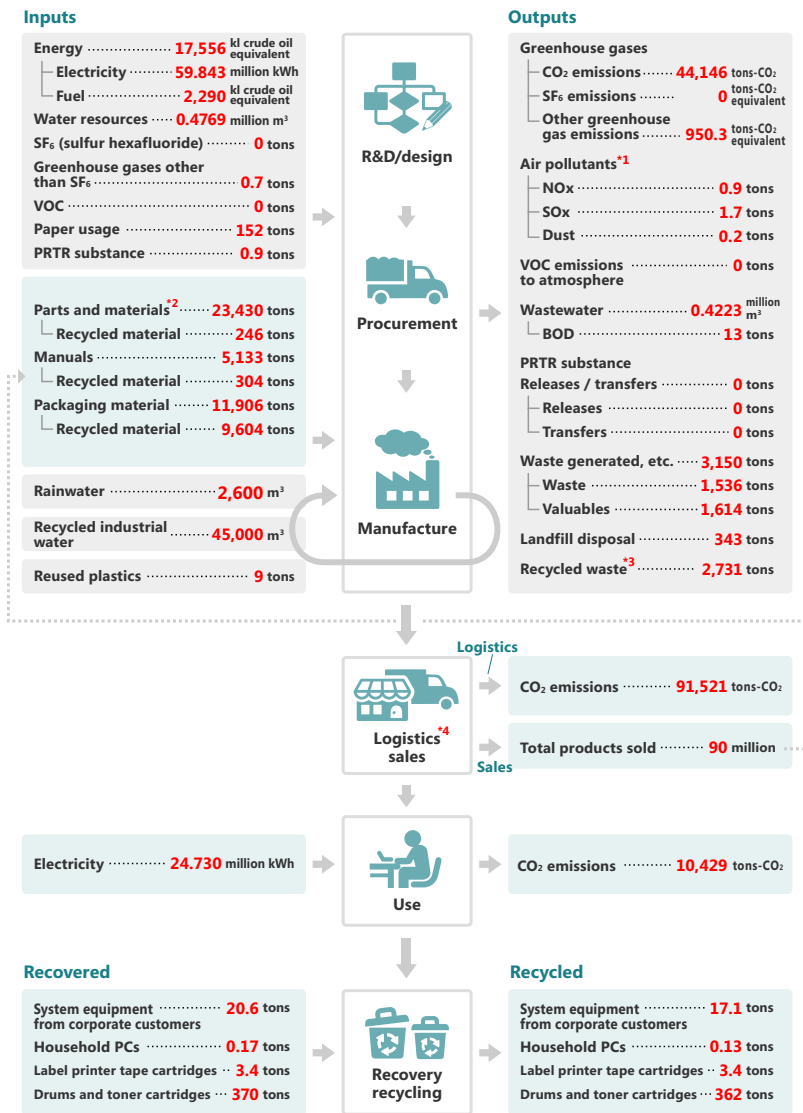 Inputs
Energy 17,556 kl crude oil equivalent
Electricity 59.843 million kWh
Fuel 2,290 kl crude oil equivalent
Water resources 0.4769 million m³
SF₆ (sulfur hexafluoride) 0 tons
Greenhouse gases other
than SF₆ 0.7 tons
VOC 0 tons
Paper usage 152 tons
PRTR substance 0.9 tons
Parts and materials*2 23,430 tons
Recycled material 246 tons
Manuals 5,133 tons
Recycled material 304 tons
Packaging material 11,906 tons
Recycled material 9,604 tons
Rainwater 2,600 m³
Recycled industrial
water 45,000 m³
Reused plastics 9 tons
R&D/design
Procurement
Manufacture
Outputs
Greenhouse gases
CO₂ emissions 44,146 tons-CO₂
SF₆ emissions 0 tons-CO₂ equivalent
Other greenhouse
gas emissions 950.3 tons-CO₂ equivalent
Air pollutants*1
NOx 0.9 tons
SOx 1.7 tons
Dust 0.2 tons
VOC emissions 0 tons
to atmosphere
Wastewater 0.4223 million m³
BOD 13 tons
PRTR substance
Releases / transfers 0 tons
Releases 0 tons
Transfers 0 tons
Waste generated, etc. 3,150 tons
Waste 1,536 tons
Valuables 1,614 tons
Landfill disposal 343 tons
Recycled waste*3 2,731 tons
Logistics
Logistics*4
sales
Sales
CO₂ emissions 91,521 tons-CO₂
Total products sold 90 million
Electricity 24.730 million kWh
Use
CO₂ emissions 10,429 tons-CO₂
Recovered
System equipment 20.6 tons
from corporate customers
Household PCs 0.17 tons
Label printer tape cartridges 3.4 tons
Drums and toner cartridges 370 tons
Recovery
recycling
Recycled
System equipment 17.1 tons
from corporate customers
Household PCs 0.13 tons
Label printer tape cartridges 3.4 tons
Drums and toner cartridges 362 tons